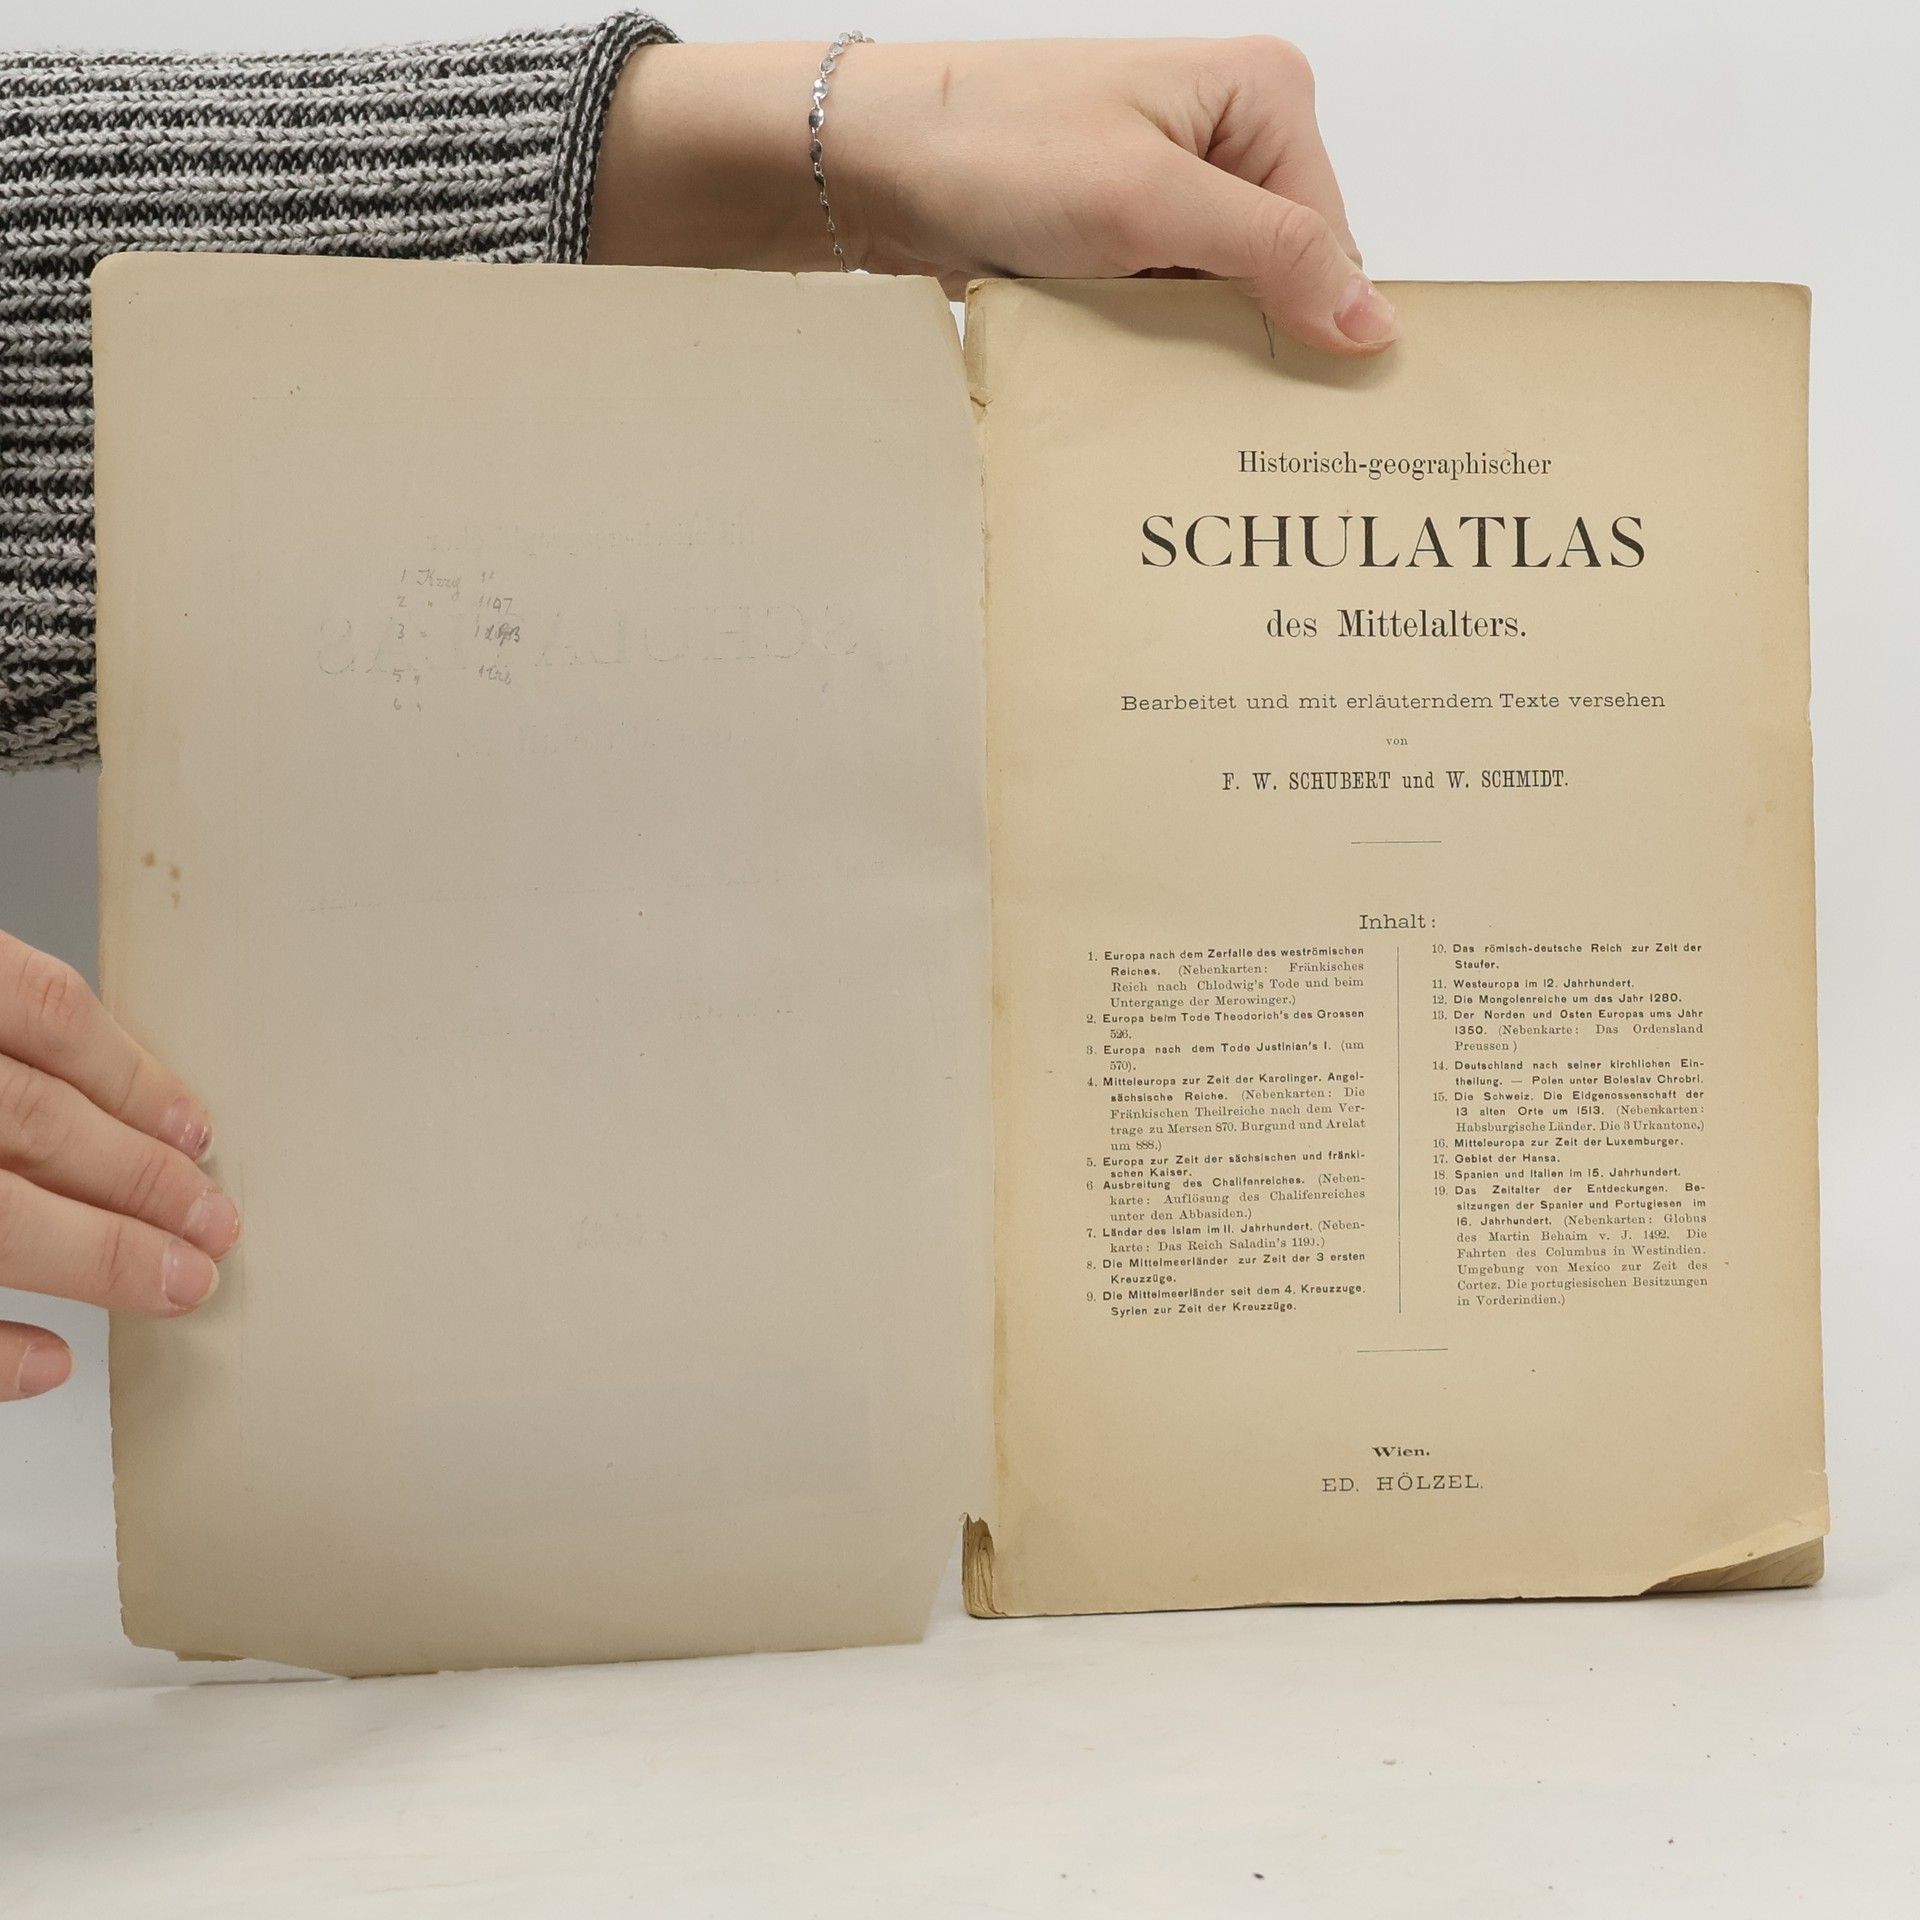 1 Krzy
2 " 1197
3 "
5 "
6 "
Historisch-geographischer
SCHULATLAS
des Mittelalters.
Bearbeitet und mit erläuterndem Texte versehen
von
F. W. SCHUBERT und W. SCHMIDT.
Inhalt:
1. Europa nach dem Zerfalle des weströmischen
Reiches. (Nebenkarten: Fränkisches
Reich nach Chlodwig's Tode und beim
Untergange der Merowinger.)
2. Europa beim Tode Theodorich's des Grossen
526.
3. Europa nach dem Tode Justinian's I. (um
570).
4. Mitteleuropa zur Zeit der Karolinger. Angel-
sächsische Reiche. (Nebenkarten: Die
Fränkischen Theilreiche nach dem Ver-
trage zu Mersen 870. Burgund und Arelat
um 888.)
5. Europa zur Zeit der sächsischen und fränki-
schen Kaiser.
6 Ausbreitung des Chalifenreiches. (Neben-
karte: Auflösung des Chalifenreiches
unter den Abbasiden.)
7. Länder des Islam im II. Jahrhundert. (Neben-
karte: Das Reich Saladin's 1190.)
8. Die Mittelmeerländer zur Zeit der 3 ersten
Kreuzzüge.
9. Die Mittelmeerländer seit dem 4. Kreuzzuge.
Syrien zur Zeit der Kreuzzüge.
10. Das römisch-deutsche Reich zur Zeit der
Staufer.
11. Westeuropa im 12. Jahrhundert.
12. Die Mongolenreiche um das Jahr 1280.
13. Der Norden und Osten Europas ums Jahr
1350. (Nebenkarte: Das Ordensland
Preussen)
14. Deutschland nach seiner kirchlichen Ein-
theilung. — Polen unter Boleslav Chrobri.
15. Die Schweiz. Die Eidgenossenschaft der
13 alten Orte um 1513. (Nebenkarten:
Habsburgische Länder. Die 3 Urkantone.)
16. Mitteleuropa zur Zeit der Luxemburger.
17. Gebiet der Hansa.
18 Spanien und Italien im 15. Jahrhundert.
19. Das Zeitalter der Entdeckungen. Be-
sitzungen der Spanier und Portugiesen im
16. Jahrhundert. (Nebenkarten: Globus
des Martin Behaim v. J. 1492. Die
Fahrten des Columbus in Westindien.
Umgebung von Mexico zur Zeit des
Cortez. Die portugiesischen Besitzungen
in Vorderindien.)
Wien.
ED. HÖLZEL.